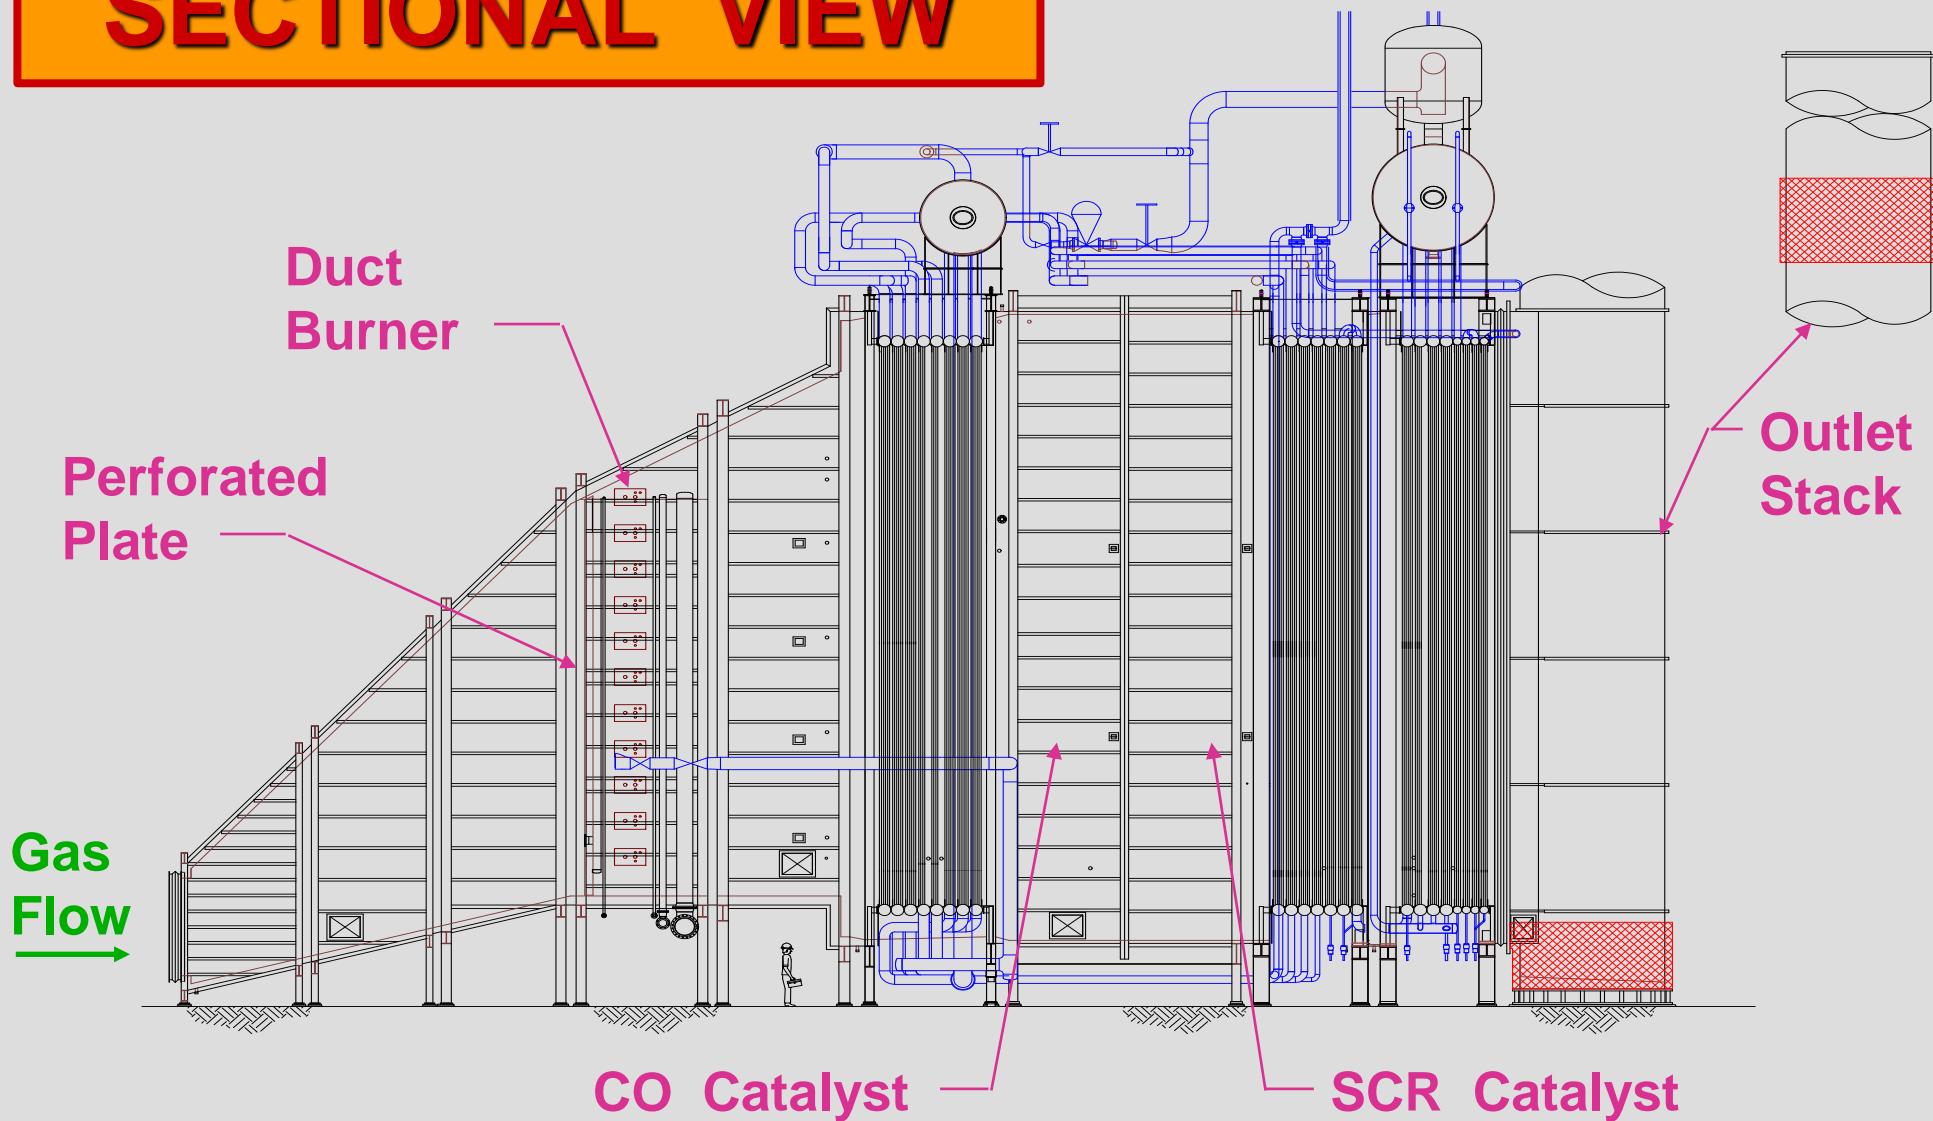 SECTIONAL VIEW
Duct
Burner
Perforated
Plate
Outlet
Stack
Gas
Flow
CO Catalyst
SCR Catalyst